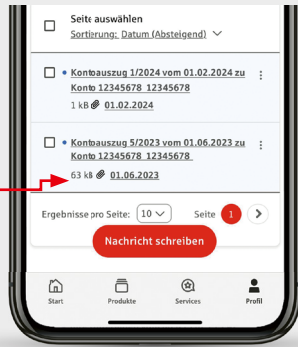 Seite auswählen
Sortierung: Datum (Absteigend)
Kontoauszug 1/2024 vom 01.02.2024 zu
Konto 12345678 12345678
1 kB 01.02.2024
Kontoauszug 5/2023 vom 01.06.2023 zu
Konto 12345678 12345678
63 kB 01.06.2023
Ergebnisse pro Seite: 10 Seite 1
Nachricht schreiben
Start Produkte Services Profil